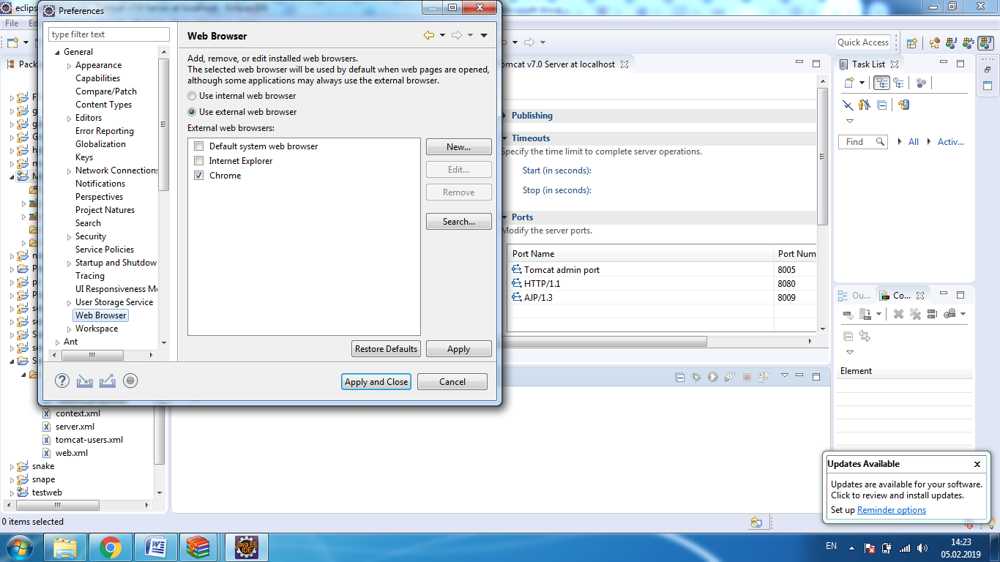 eclips
Preferences
File
type filter text
Web Browser
Add, remove, or edit installed web browsers.
The selected web browser will be used by default when web pages are opened,
although some applications may always use the external browser.
Use internal web browser
Use external web browser
External web browsers:
Default system web browser
Internet Explorer
Chrome
New...
Edit...
Remove
Search...
Restore Defaults
Apply
Apply and Close
Cancel
General
Appearance
Capabilities
Compare/Patch
Content Types
Editors
Error Reporting
Globalization
Keys
Network Connections
Notifications
Perspectives
Project Natures
Search
Security
Service Policies
Startup and Shutdow
Tracing
UI Responsiveness Mo
User Storage Service
Web Browser
Workspace
Ant
context.xml
server.xml
tomcat-users.xml
web.xml
snake
snape
testweb
0 items selected
omcat v7.0 Server at localhost
Publishing
Timeouts
Specify the time limit to complete server operations.
Start (in seconds):
Stop (in seconds):
Ports
Modify the server ports.
Port Name Port Num
Tomcat admin port 8005
HTTP/1.1 8080
AJP/1.3 8009
Quick Access
Task List
Find
All
Activ...
Ou...
Co...
Element
Updates Available
Updates are available for your software.
Click to review and install updates.
Set up Reminder options
Java EE
IDE
EN
14:23
05.02.2019